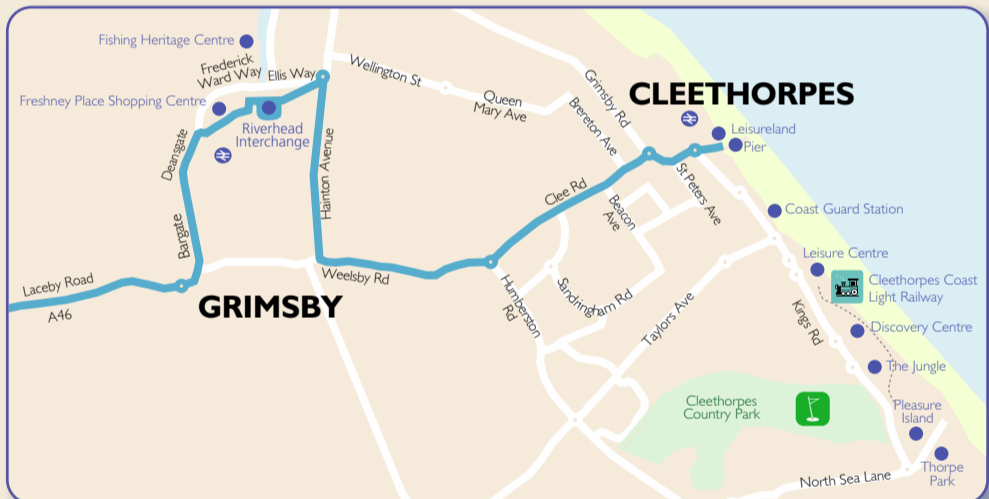 Fishing Heritage Centre
Frederick
Ward Way
Ellis Way
Wellington St
Grimsby Rd
CLEETHORPES
Freshney Place Shopping Centre
Queen
Mary Ave
Brereton Ave
Riverhead
Interchange
Leisureland
Pier
Deansgate
Hainton Avenue
Clee Rd
St Peters Ave
Beacon
Ave
Coast Guard Station
Bargate
Leisure Centre
Weelsby Rd
Laceby Road
A46
GRIMSBY
Humberston
Rd
Sandringham Rd
Taylors Ave
Kings Rd
Cleethorpes Coast
Light Railway
Discovery Centre
The Jungle
Cleethorpes
Country Park
Pleasure
Island
Thorpe
Park
North Sea Lane